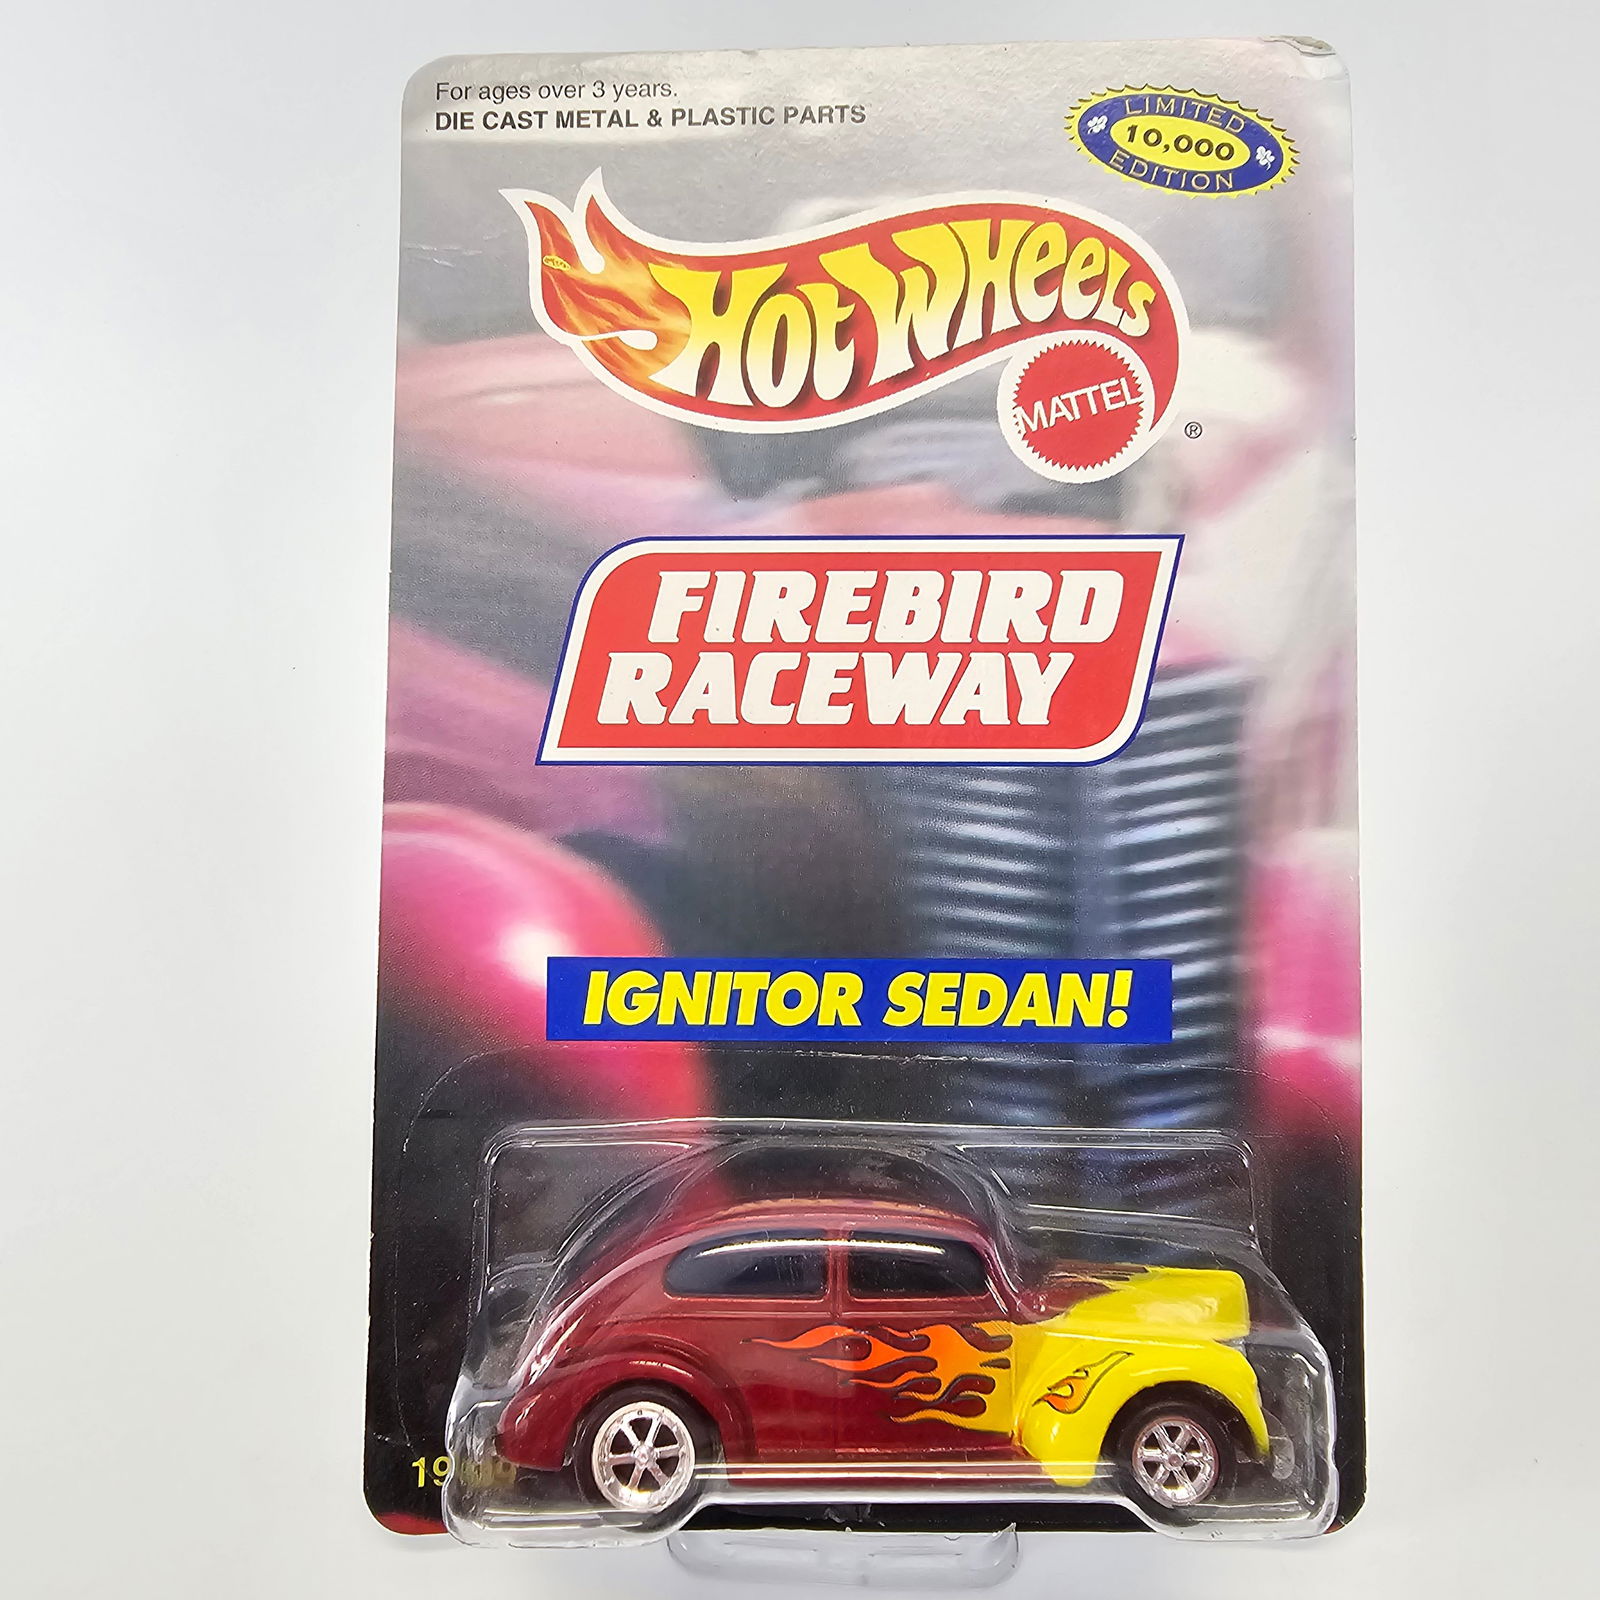 For ages over 3 years.
DIE CAST METAL & PLASTIC PARTS
LIMITED
10,000
EDITION
HOT WHEELS
MATTEL
®
FIREBIRD
RACEWAY
IGNITOR SEDAN!